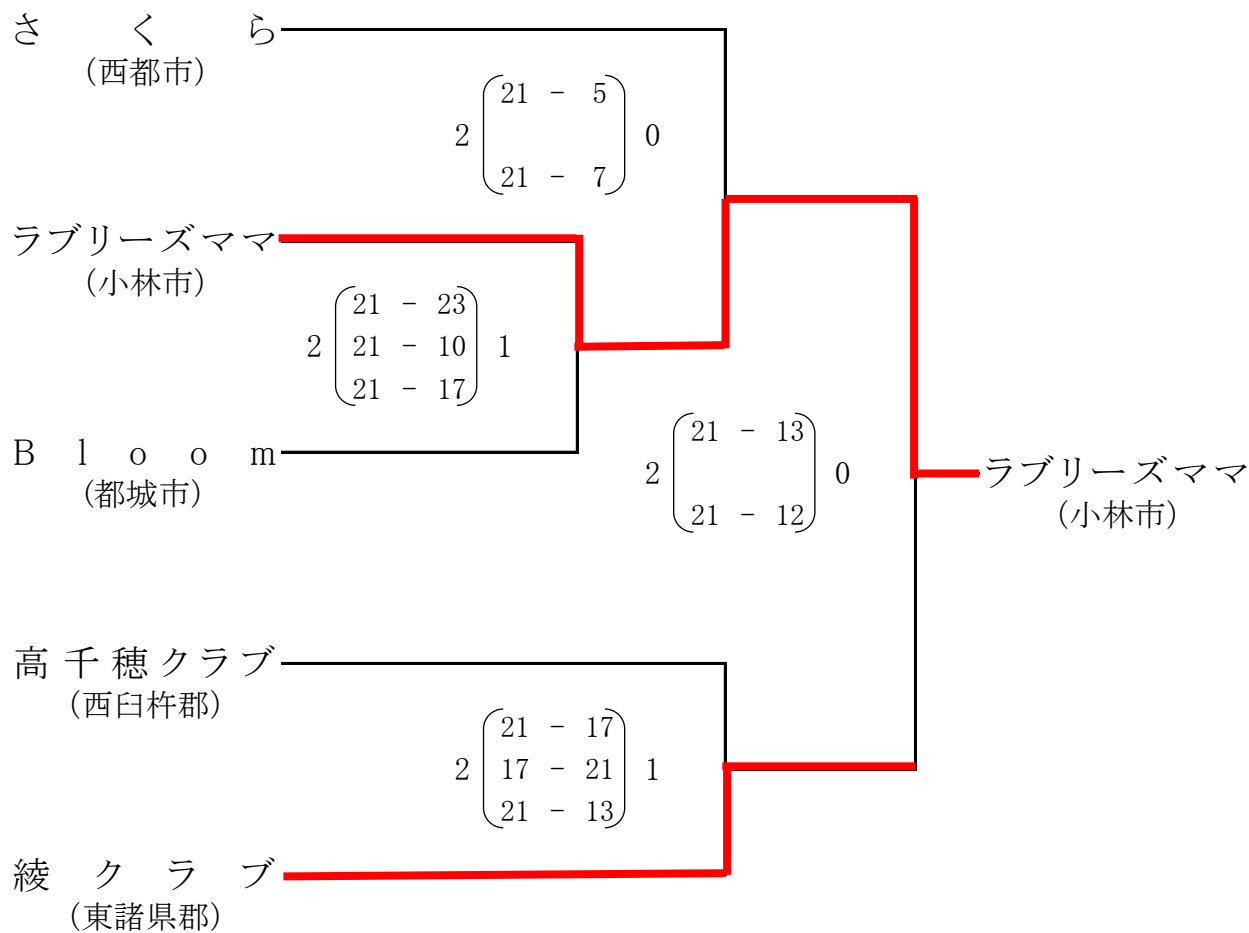 さくら
(西都市)
21 － 5
2 0
21 － 7
ラブリーズママ
(小林市)
21 － 23
2 21 － 10 1
21 － 17
Bloom
(都城市)
21 － 13
2 0
21 － 12
ラブリーズママ
(小林市)
高千穂クラブ
(西臼杵郡)
21 － 17
2 17 － 21 1
21 － 13
綾クラブ
(東諸県郡)